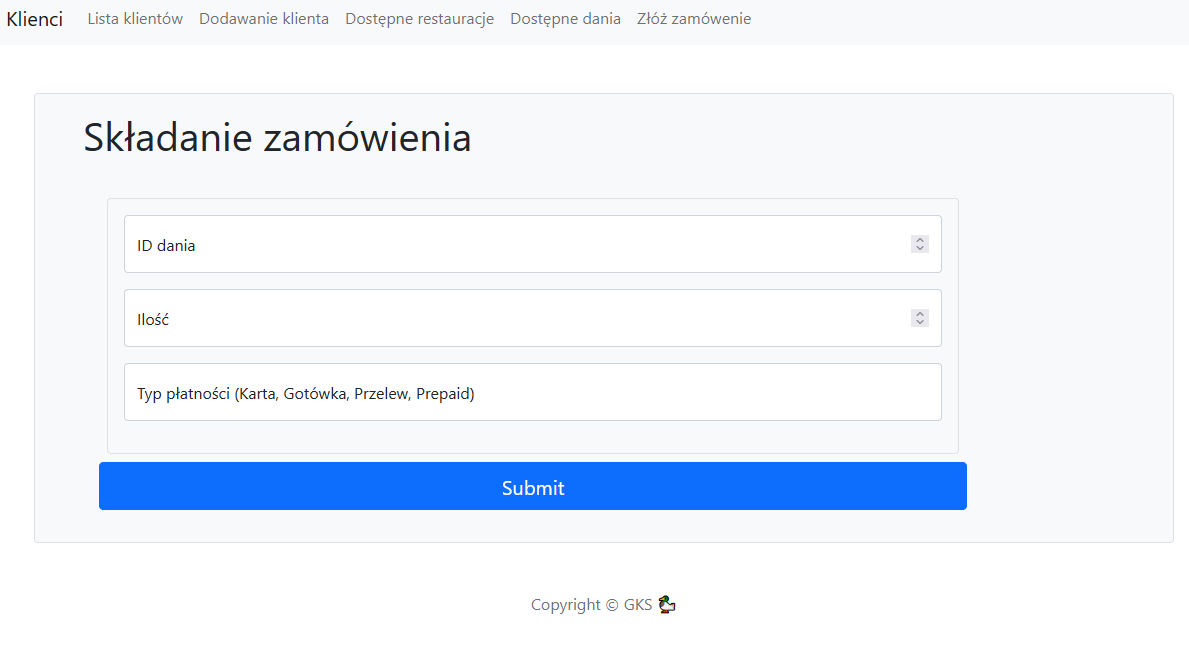 Klienci Lista klientów Dodawanie klienta Dostępne restauracje Dostępne dania Złóż zamówenie
Składanie zamówienia
ID dania
Ilość
Typ płatności (Karta, Gotówka, Przelew, Prepaid)
Submit
Copyright © GKS